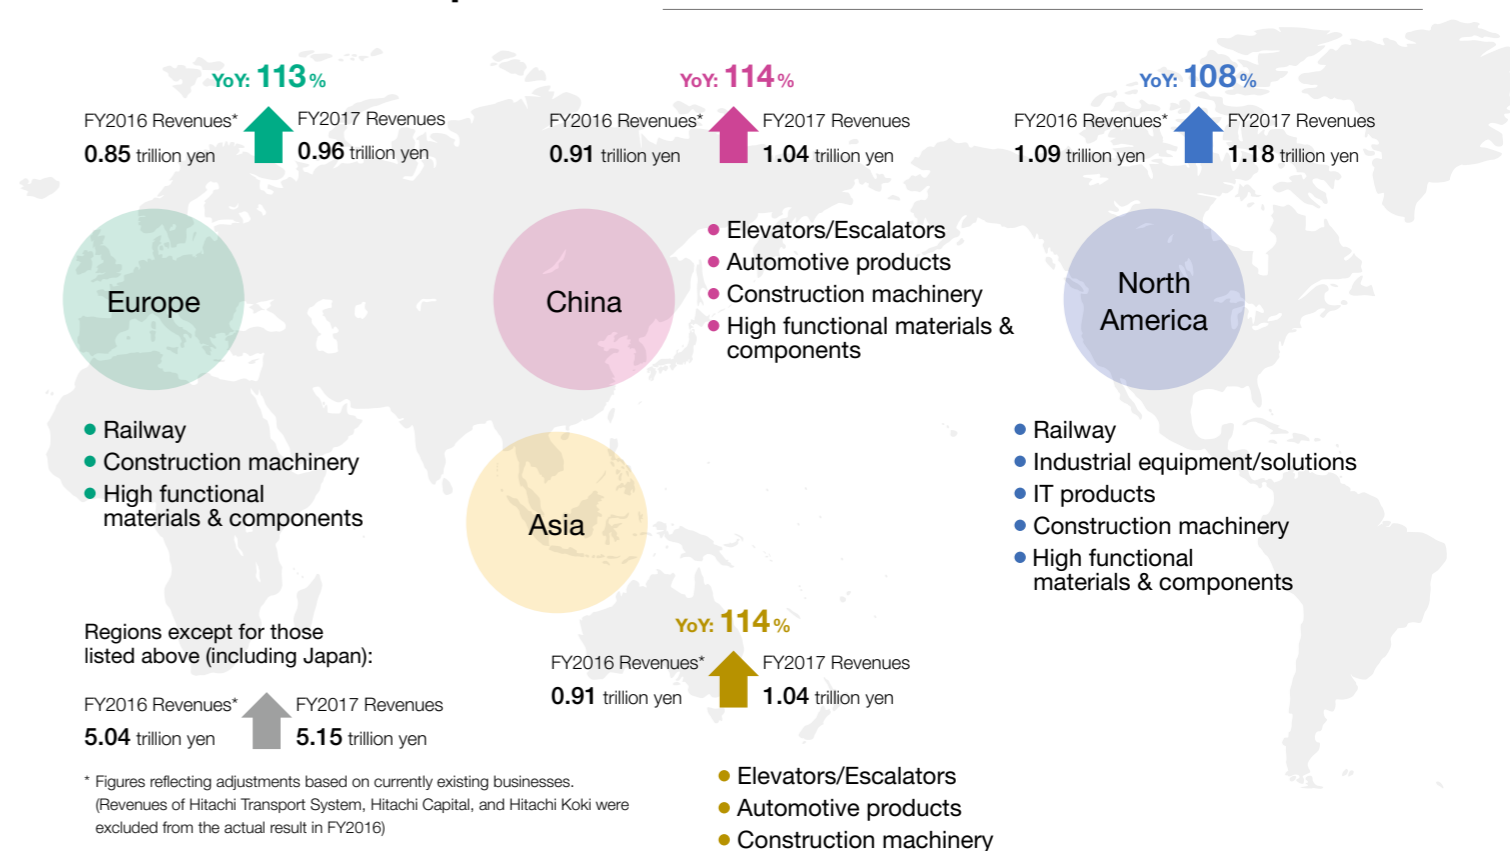 YoY: 113%
FY2016 Revenues*
0.85 trillion yen
FY2017 Revenues
0.96 trillion yen
Europe
● Railway
● Construction machinery
● High functional
materials & components
YoY: 114%
FY2016 Revenues*
0.91 trillion yen
FY2017 Revenues
1.04 trillion yen
China
● Elevators/Escalators
● Automotive products
● Construction machinery
● High functional materials &
components
YoY: 108%
FY2016 Revenues*
1.09 trillion yen
FY2017 Revenues
1.18 trillion yen
North
America
● Railway
● Industrial equipment/solutions
● IT products
● Construction machinery
● High functional
materials & components
Asia
YoY: 114%
FY2016 Revenues*
0.91 trillion yen
FY2017 Revenues
1.04 trillion yen
● Elevators/Escalators
● Automotive products
● Construction machinery
Regions except for those
listed above (including Japan):
FY2016 Revenues*
5.04 trillion yen
FY2017 Revenues
5.15 trillion yen
* Figures reflecting adjustments based on currently existing businesses.
(Revenues of Hitachi Transport System, Hitachi Capital, and Hitachi Koki were
excluded from the actual result in FY2016)